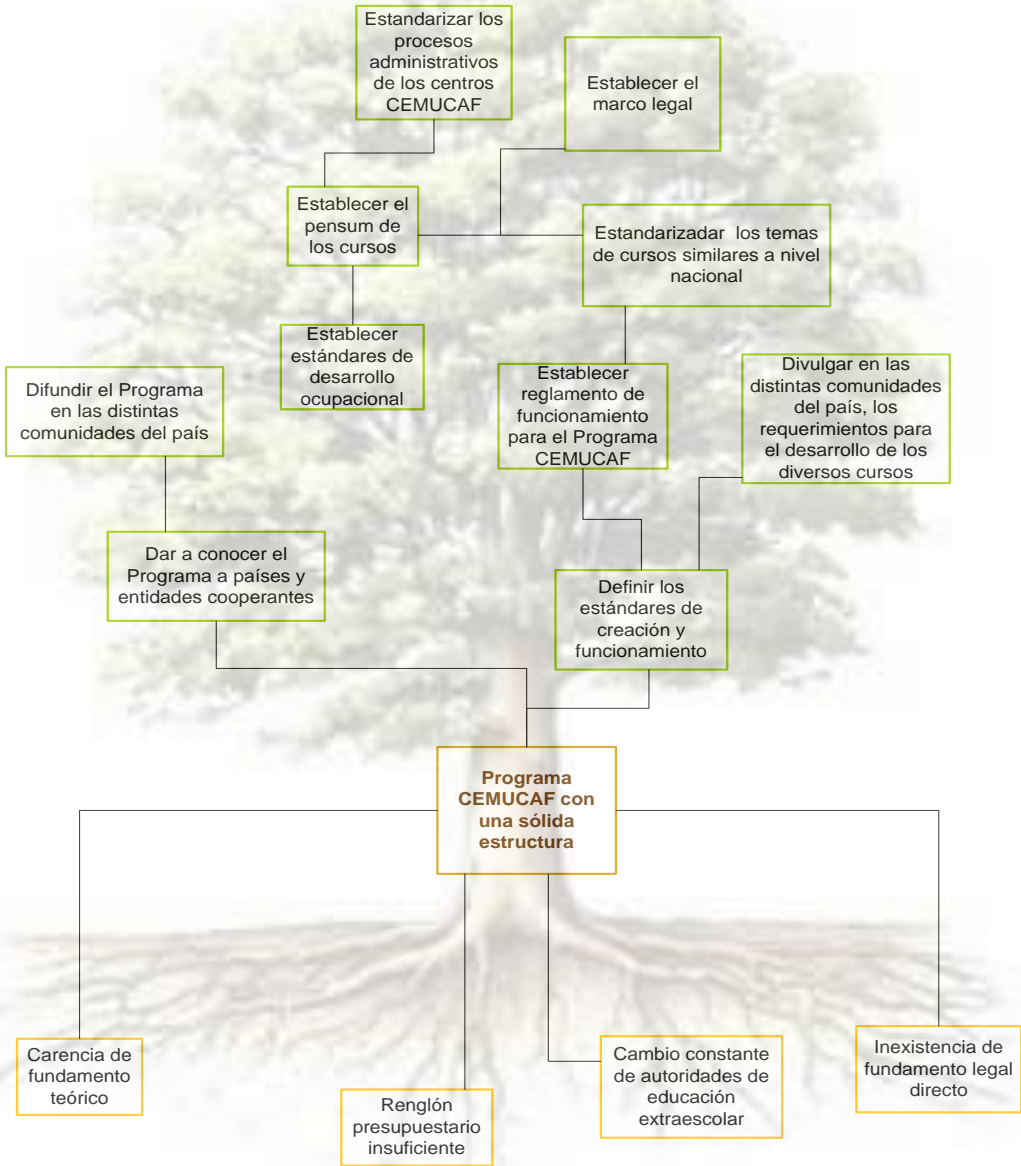 Estandarizar los
procesos
administrativos
de los centros
CEMUCAF
Establecer el
marco legal
Establecer el
pensum de
los cursos
Estandarizadar  los temas
de cursos similares a nivel
nacional
Establecer
estándares de
desarrollo
ocupacional
Establecer
reglamento de
funcionamiento
para el Programa
CEMUCAF
Divulgar en las
distintas comunidades
del país, los
requerimientos para
el desarrollo de los
diversos cursos
Difundir el Programa
en las distintas
comunidades del país
Dar a conocer el
Programa a países y
entidades cooperantes
Definir los
estándares de
creación y
funcionamiento
Programa
CEMUCAF con
una sólida
estructura
Carencia de
fundamento
teórico
Renglón
presupuestario
insuficiente
Cambio constante
de autoridades de
educación
extraescolar
Inexistencia de
fundamento legal
directo